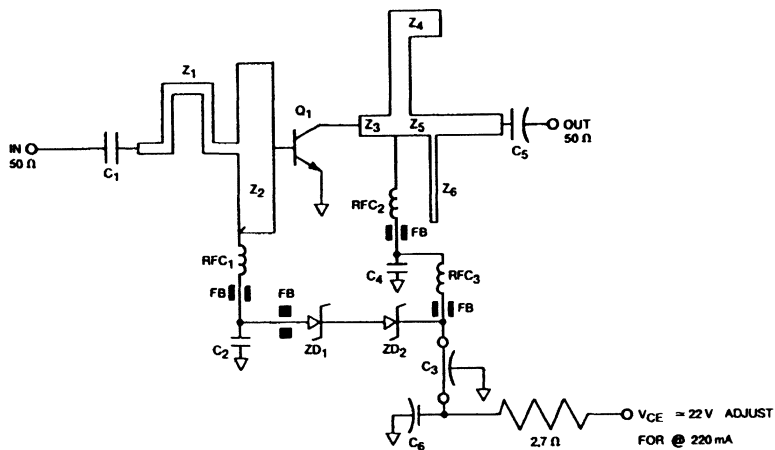 Z4
Z1
Q1
IN
50 Ω
C1
Z2
Z3
Z5
C5
OUT
50 Ω
Z6
RFC2
FB
RFC1
C4
RFC3
FB
FB
FB
C2
ZD1
ZD2
C3
C6
2,7 Ω
VCE ≃ 22 V ADJUST
FOR @ 220 mA